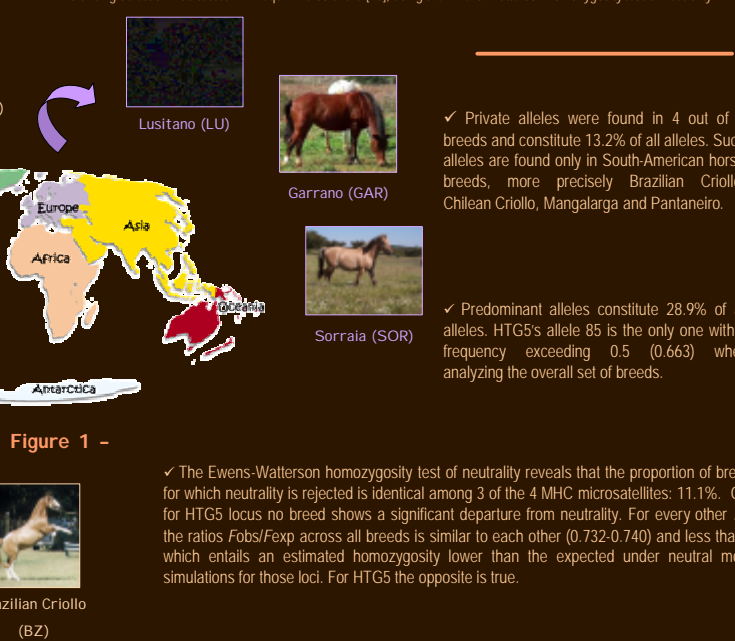 Lusitano (LU)
Garrano (GAR)
Sorraia (SOR)
Europe
Asia
Africa
Oceania
Antarctica
✓ Private alleles were found in 4 out of
breeds and constitute 13.2% of all alleles. Suc
alleles are found only in South-American hors
breeds, more precisely Brazilian Criollo
Chilean Criollo, Mangalarga and Pantaneiro.
✓ Predominant alleles constitute 28.9% of
alleles. HTG5's allele 85 is the only one with
frequency exceeding 0.5 (0.663) whe
analyzing the overall set of breeds.
Figure 1 –
✓ The Ewens-Watterson homozygosity test of neutrality reveals that the proportion of bre
for which neutrality is rejected is identical among 3 of the 4 MHC microsatellites: 11.1%.
for HTG5 locus no breed shows a significant departure from neutrality. For every other
the ratios Fobs/Fexp across all breeds is similar to each other (0.732-0.740) and less tha
which entails an estimated homozygosity lower than the expected under neutral mo
simulations for those loci. For HTG5 the opposite is true.
azilian Criollo
(BZ)